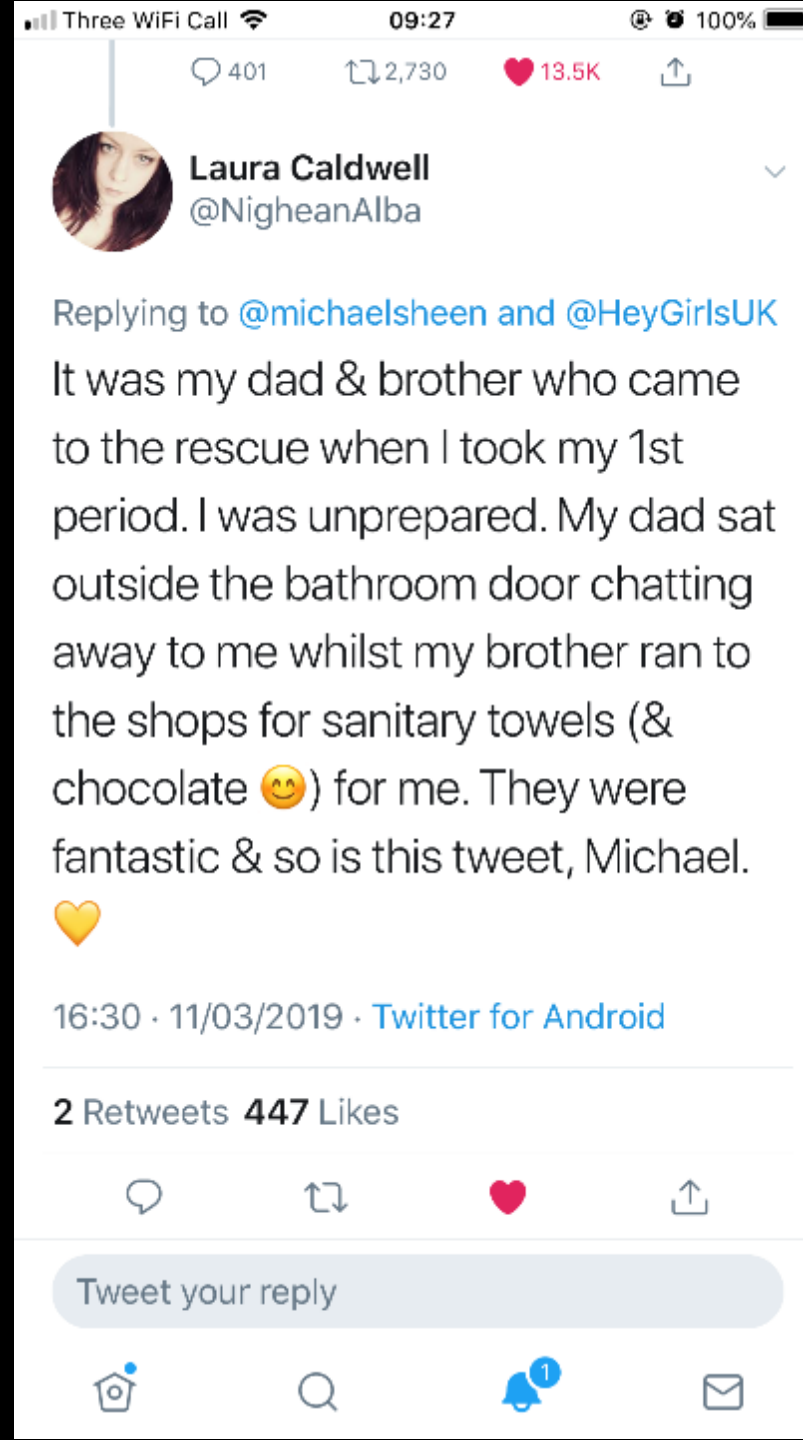 Three WiFi Call 09:27 100%
401 2,730 13.5K
Laura Caldwell
@NigheanAlba
Replying to @michaelsheen and @HeyGirlsUK
It was my dad & brother who came
to the rescue when I took my 1st
period. I was unprepared. My dad sat
outside the bathroom door chatting
away to me whilst my brother ran to
the shops for sanitary towels (&
chocolate 😊) for me. They were
fantastic & so is this tweet, Michael.
💛
16:30 · 11/03/2019 · Twitter for Android
2 Retweets 447 Likes
Tweet your reply
1